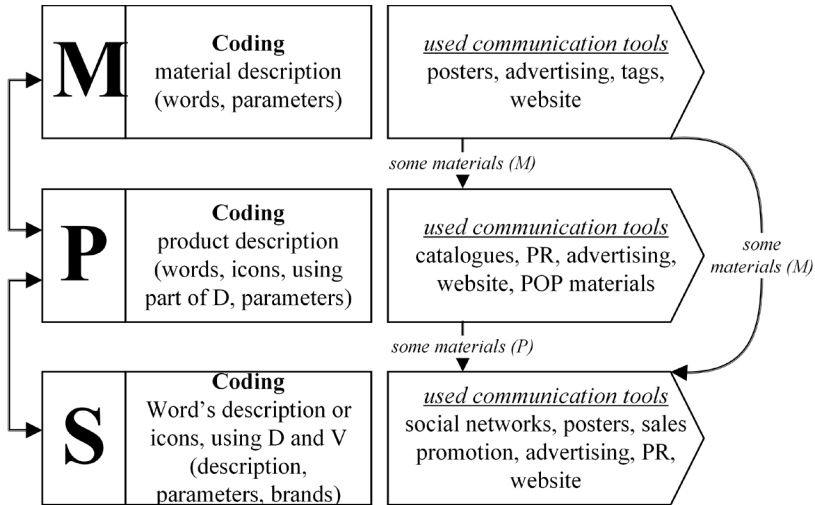 M
Coding
material description
(words, parameters)
used communication tools
posters, advertising, tags,
website
some materials (M)
P
Coding
product description
(words, icons, using
part of D, parameters)
used communication tools
catalogues, PR, advertising,
website, POP materials
some
materials (M)
some materials (P)
S
Coding
Word's description or
icons, using D and V
(description,
parameters, brands)
used communication tools
social networks, posters, sales
promotion, advertising, PR,
website